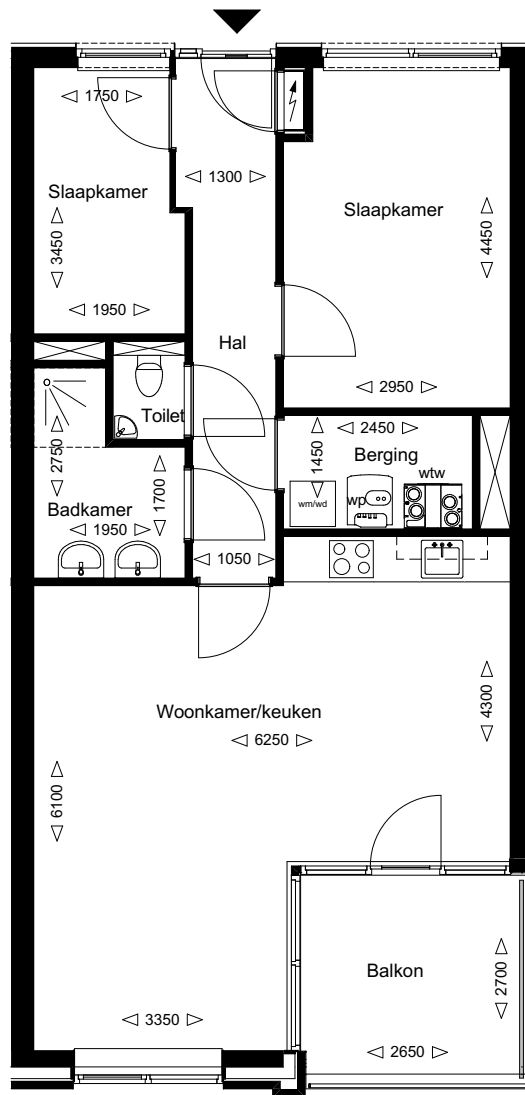 1750
1300
Slaapkamer
Slaapkamer
3450
4450
1950
Hal
2950
Toilet
2450
1450
Berging
2750
wtw
wm/wd
wp
1700
Badkamer
1950
1050
Woonkamer/keuken
6250
4300
6100
Balkon
2700
3350
2650